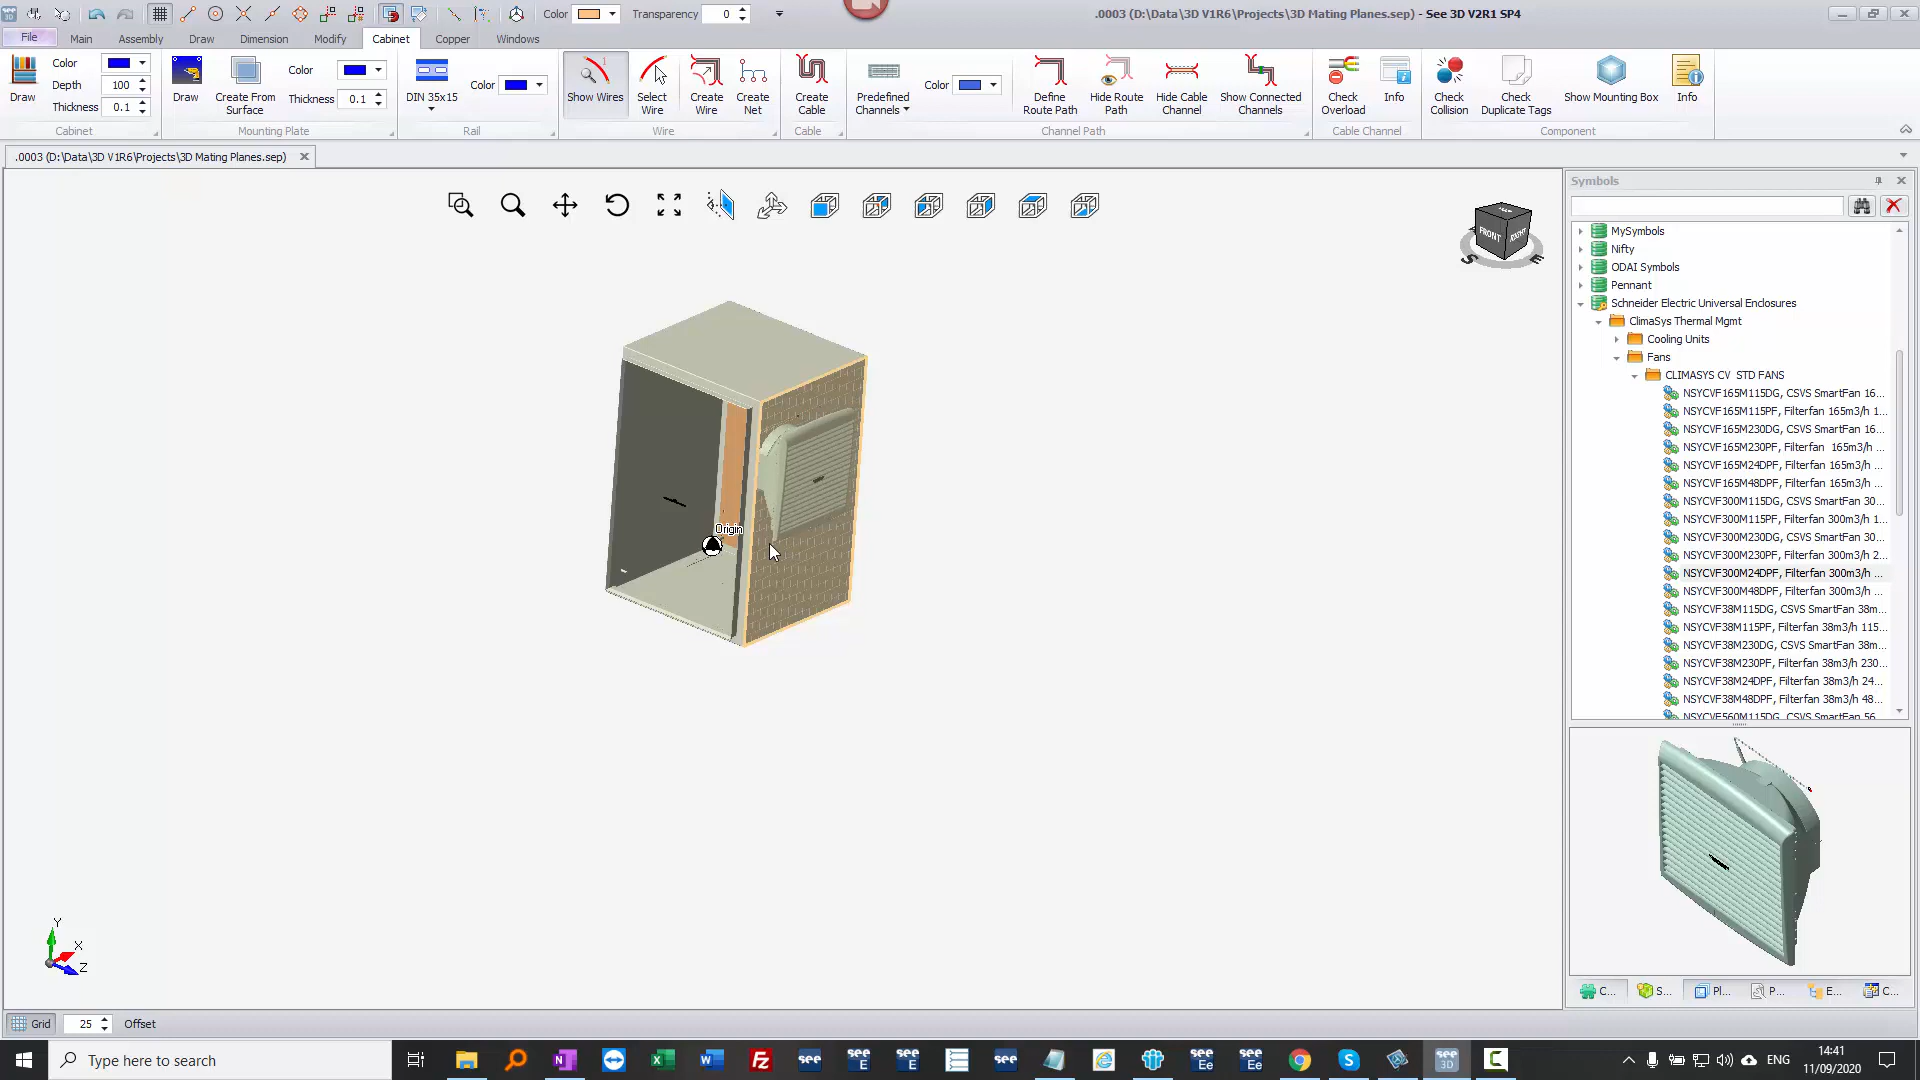 Color
Transparency 0
.0003 (D:\Data\3D V1R6\Projects\3D Mating Planes.sep) - See 3D V2R1 SP4
File Main Assembly Draw Dimension Modify Cabinet Copper Windows
Draw
Color
Depth 100
Thickness 0.1
Cabinet
Draw
Create From Surface
Color
Thickness 0.1
Mounting Plate
DIN 35x15
Color
Rail
Show Wires
Select Wire
Create Wire
Create Net
Wire
Create Cable
Cable
Predefined Channels
Color
Define Route Path
Hide Route Path
Hide Cable Channel
Show Connected Channels
Channel Path
Check Overload
Info
Cable Channel
Check Collision
Check Duplicate Tags
Show Mounting Box
Info
Component
.0003 (D:\Data\3D V1R6\Projects\3D Mating Planes.sep)
Origin
FRONT
RIGHT
S
E
Symbols
MySymbols
Nifty
ODAI Symbols
Pennant
Schneider Electric Universal Enclosures
ClimaSys Thermal Mgmt
Cooling Units
Fans
CLIMASYS CV STD FANS
NSYCVF165M115DG, CSVS SmartFan 16...
NSYCVF165M115PF, Filterfan 165m3/h 1...
NSYCVF165M230DG, CSVS SmartFan 16...
NSYCVF165M230PF, Filterfan 165m3/h ...
NSYCVF165M24DPF, Filterfan 165m3/h ...
NSYCVF165M48DPF, Filterfan 165m3/h ...
NSYCVF300M115DG, CSVS SmartFan 30...
NSYCVF300M115PF, Filterfan 300m3/h 1...
NSYCVF300M230DG, CSVS SmartFan 30...
NSYCVF300M230PF, Filterfan 300m3/h 2...
NSYCVF300M24DPF, Filterfan 300m3/h ...
NSYCVF300M48DPF, Filterfan 300m3/h ...
NSYCVF38M115DG, CSVS SmartFan 38m...
NSYCVF38M115PF, Filterfan 38m3/h 115...
NSYCVF38M230DG, CSVS SmartFan 38m...
NSYCVF38M230PF, Filterfan 38m3/h 230...
NSYCVF38M24DPF, Filterfan 38m3/h 24...
NSYCVF38M48DPF, Filterfan 38m3/h 48...
NSYCVF560M115DG, CSVS SmartFan 56...
Y
X
Z
C... S... Pl... P... E... C...
Grid 25 Offset
Type here to search
ENG
14:41
11/09/2020